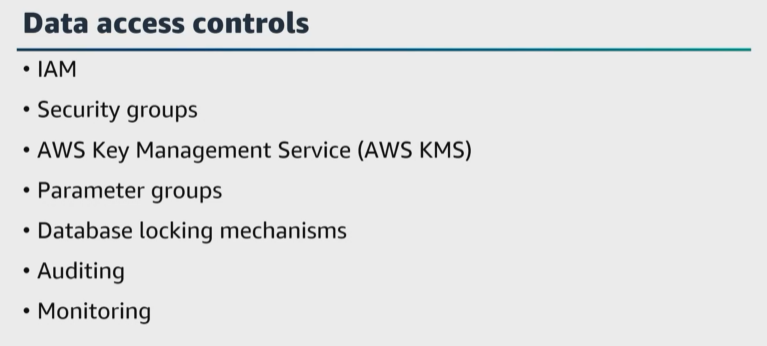 Data access controls
• IAM
• Security groups
• AWS Key Management Service (AWS KMS)
• Parameter groups
• Database locking mechanisms
• Auditing
• Monitoring